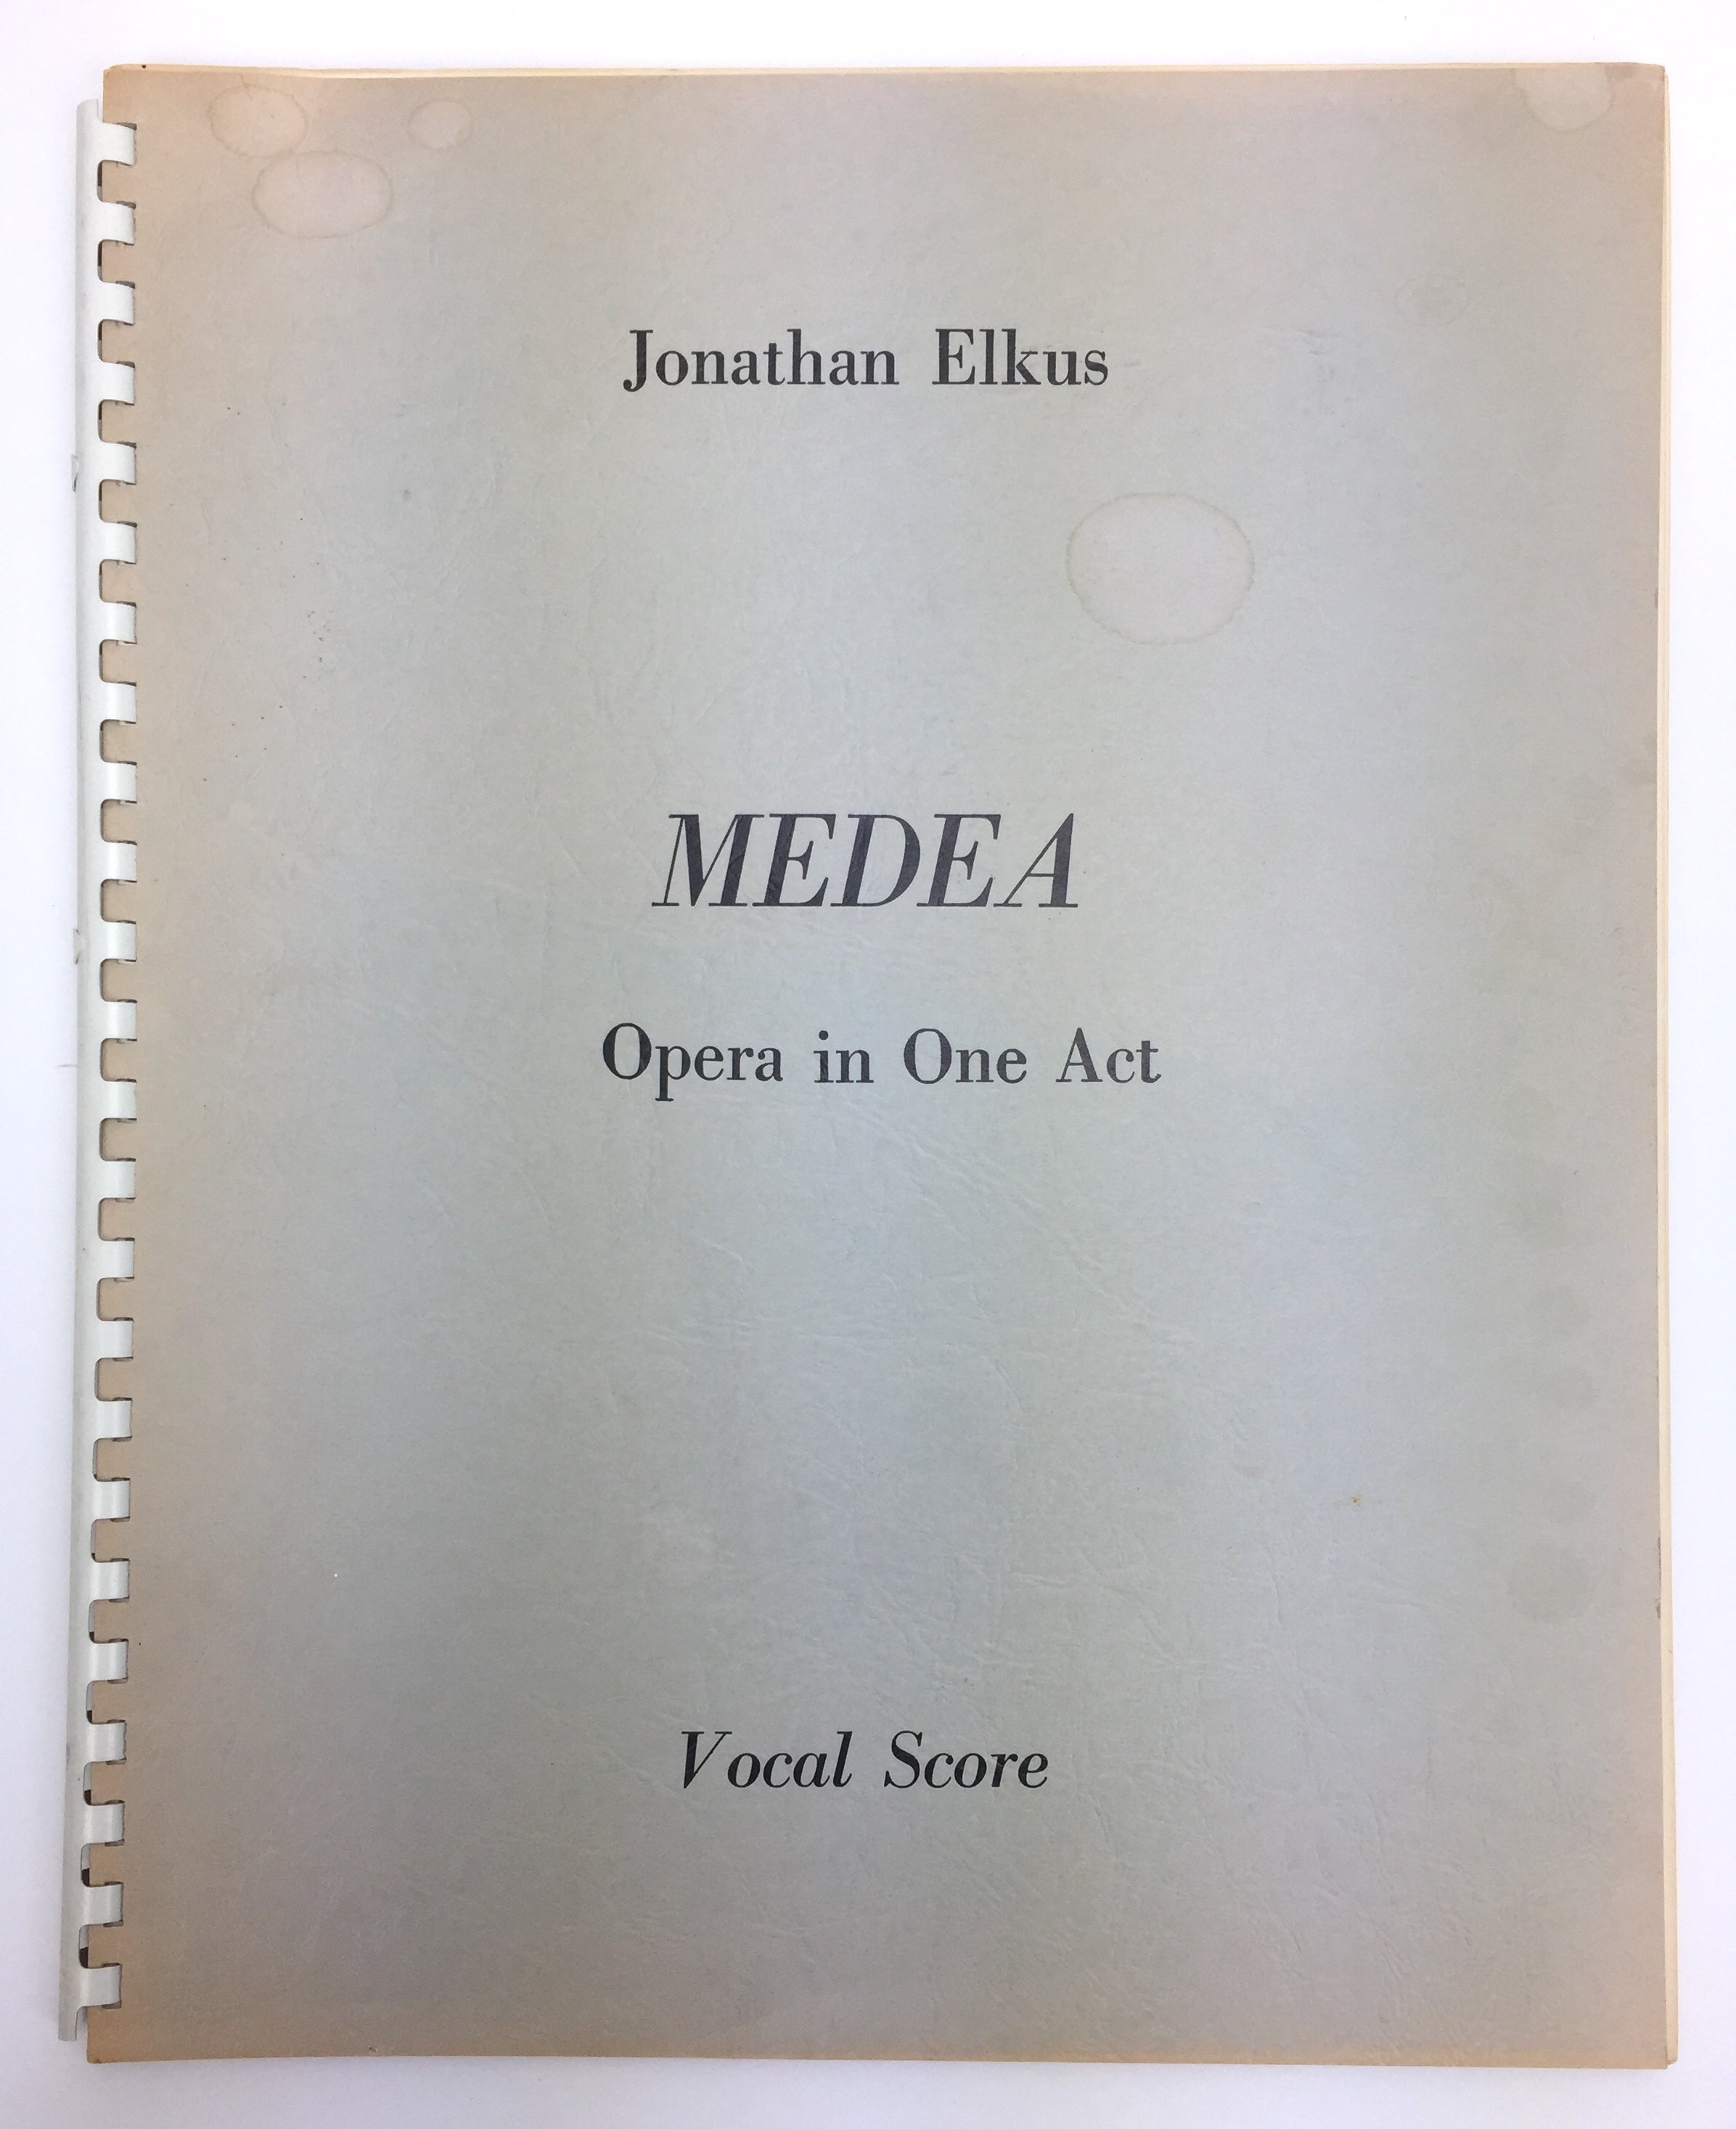 Jonathan Elkus
MEDEA
Opera in One Act
Vocal Score